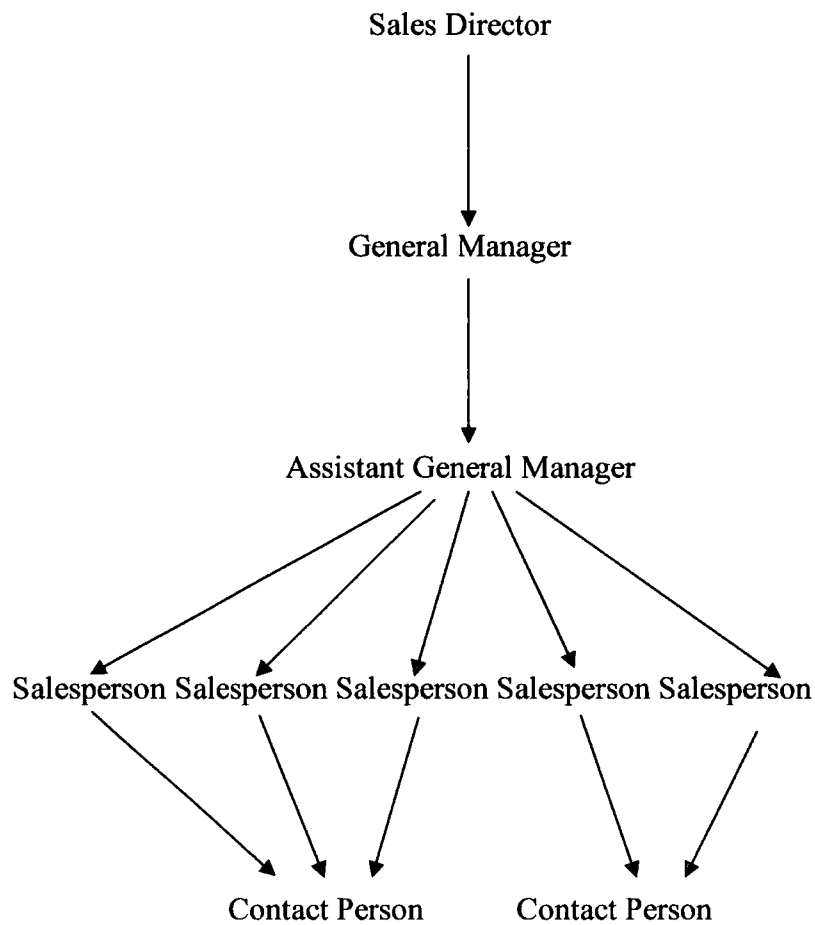 Sales Director
General Manager
Assistant General Manager
Salesperson Salesperson Salesperson Salesperson Salesperson
Contact Person Contact Person